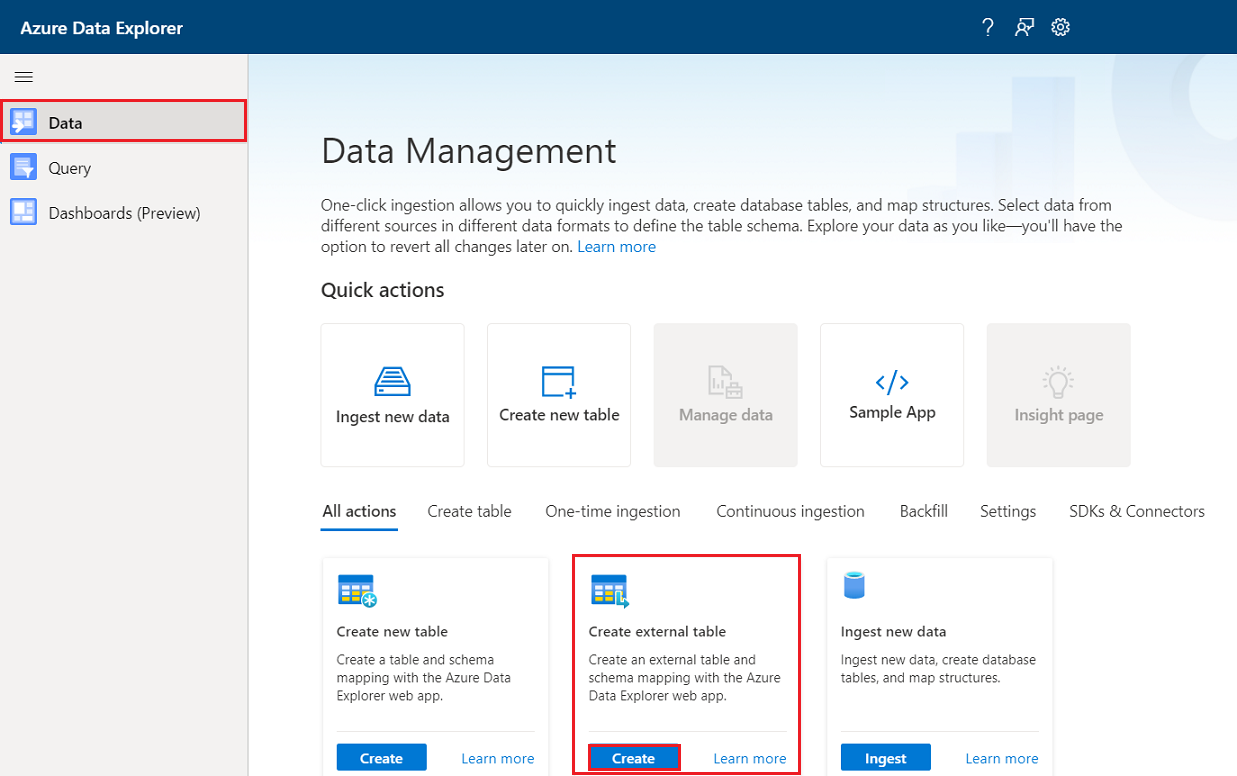 Azure Data Explorer
Data
Query
Dashboards (Preview)
Data Management
One-click ingestion allows you to quickly ingest data, create database tables, and map structures. Select data from
different sources in different data formats to define the table schema. Explore your data as you like—you'll have the
option to revert all changes later on. Learn more
Quick actions
Ingest new data
Create new table
Manage data
Sample App
Insight page
All actions
Create table
One-time ingestion
Continuous ingestion
Backfill
Settings
SDKs & Connectors
Create new table
Create a table and schema
mapping with the Azure Data
Explorer web app.
Create
Learn more
Create external table
Create an external table and
schema mapping with the Azure
Data Explorer web app.
Create
Learn more
Ingest new data
Ingest new data, create database
tables, and map structures.
Ingest
Learn more